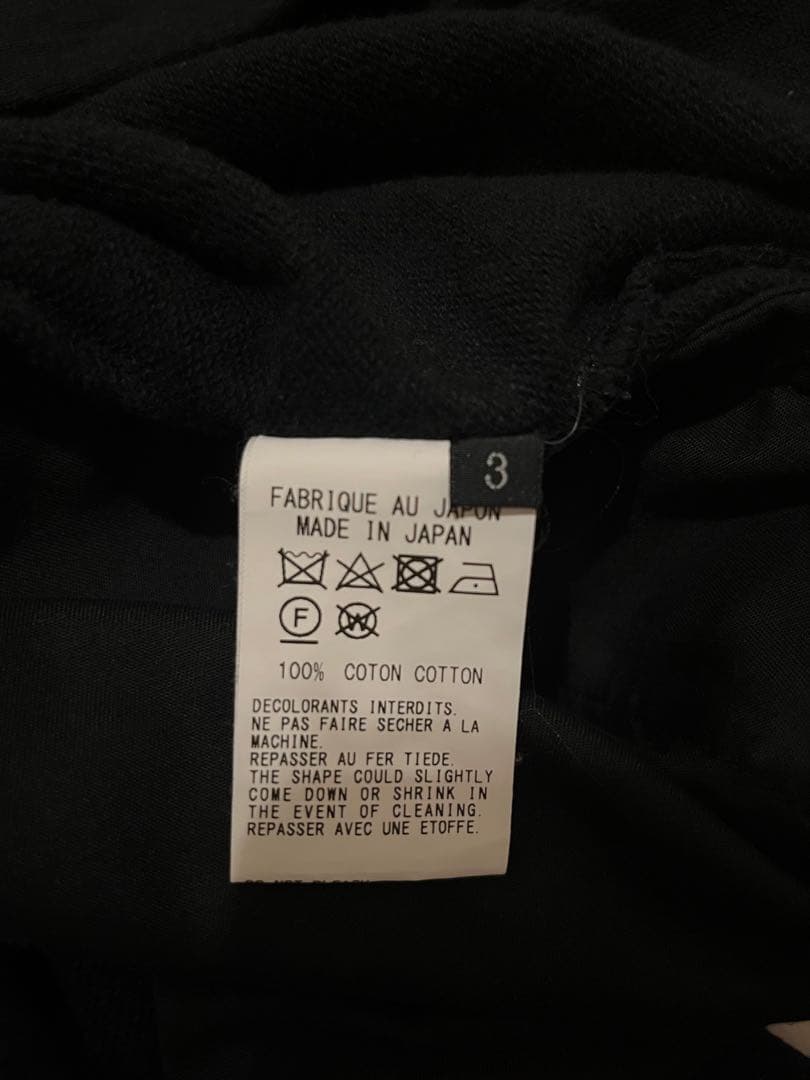 3
FABRIQUE AU JAPON
MADE IN JAPAN
F
W
100% COTON COTTON
DECOLORANTS INTERDITS.
NE PAS FAIRE SECHER A LA
MACHINE.
REPASSER AU FER TIEDE.
THE SHAPE COULD SLIGHTLY
COME DOWN OR SHRINK IN
THE EVENT OF CLEANING.
REPASSER AVEC UNE ETOFFE.